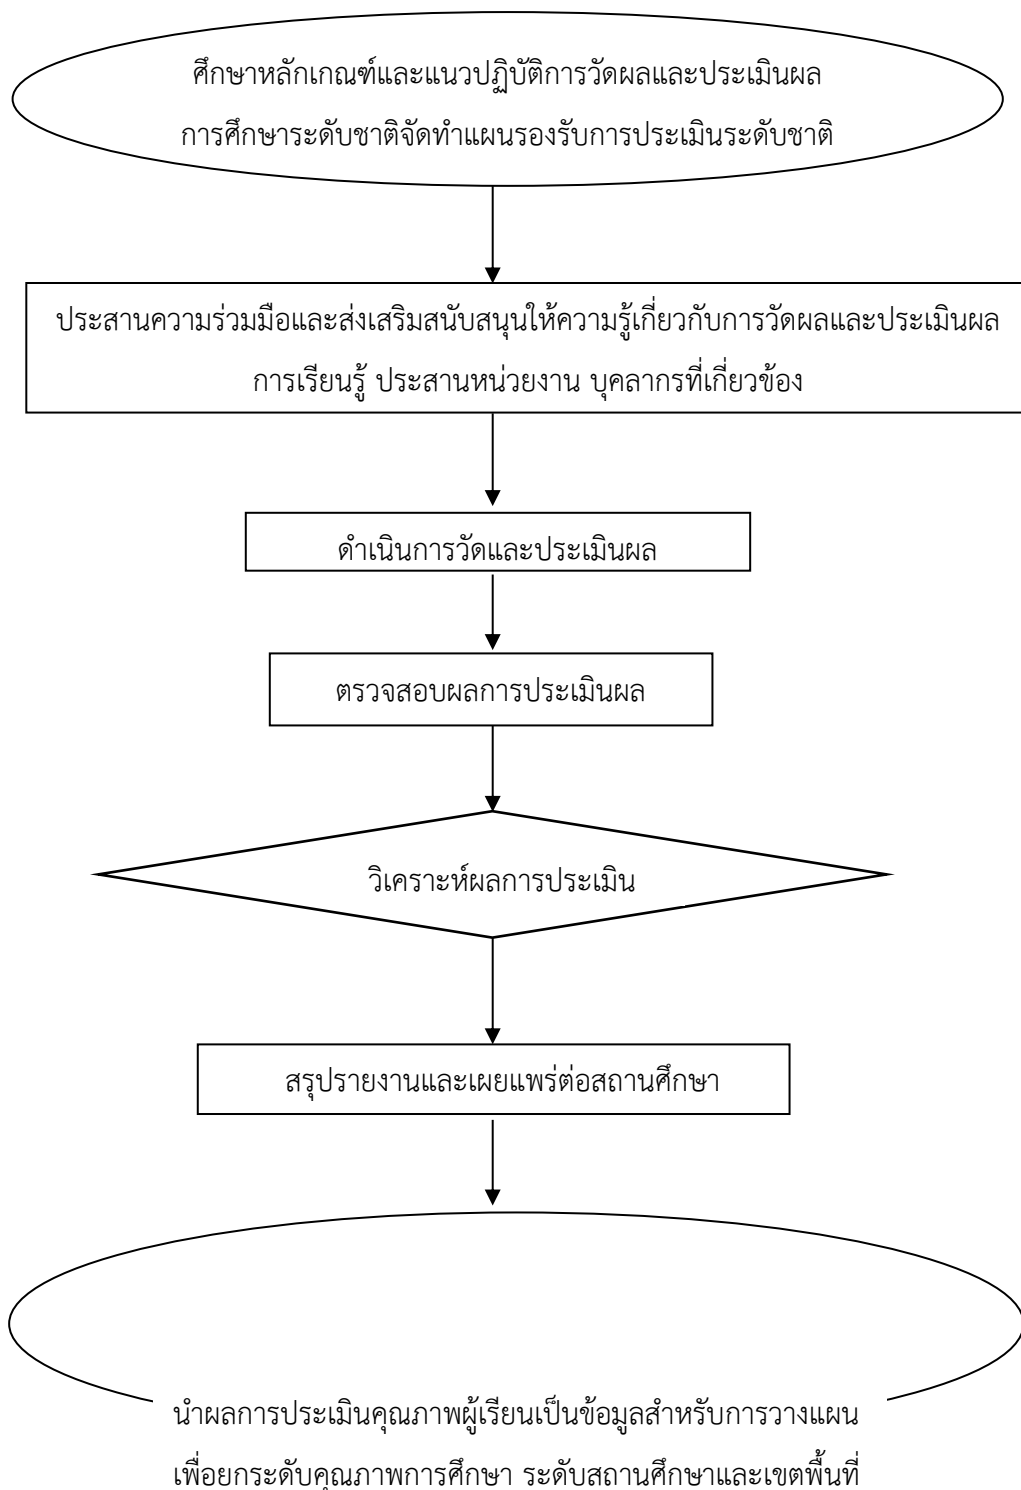 ศึกษาหลักเกณฑ์และแนวปฏิบัติการวัดผลและประเมินผล
การศึกษาระดับชาติจัดทำแผนรองรับการประเมินระดับชาติ
ประสานความร่วมมือและส่งเสริมสนับสนุนให้ความรู้เกี่ยวกับการวัดผลและประเมินผล
การเรียนรู้ ประสานหน่วยงาน บุคลากรที่เกี่ยวข้อง
ดำเนินการวัดและประเมินผล
ตรวจสอบผลการประเมินผล
วิเคราะห์ผลการประเมิน
สรุปรายงานและเผยแพร่ต่อสถานศึกษา
นำผลการประเมินคุณภาพผู้เรียนเป็นข้อมูลสำหรับการวางแผน
เพื่อยกระดับคุณภาพการศึกษา ระดับสถานศึกษาและเขตพื้นที่